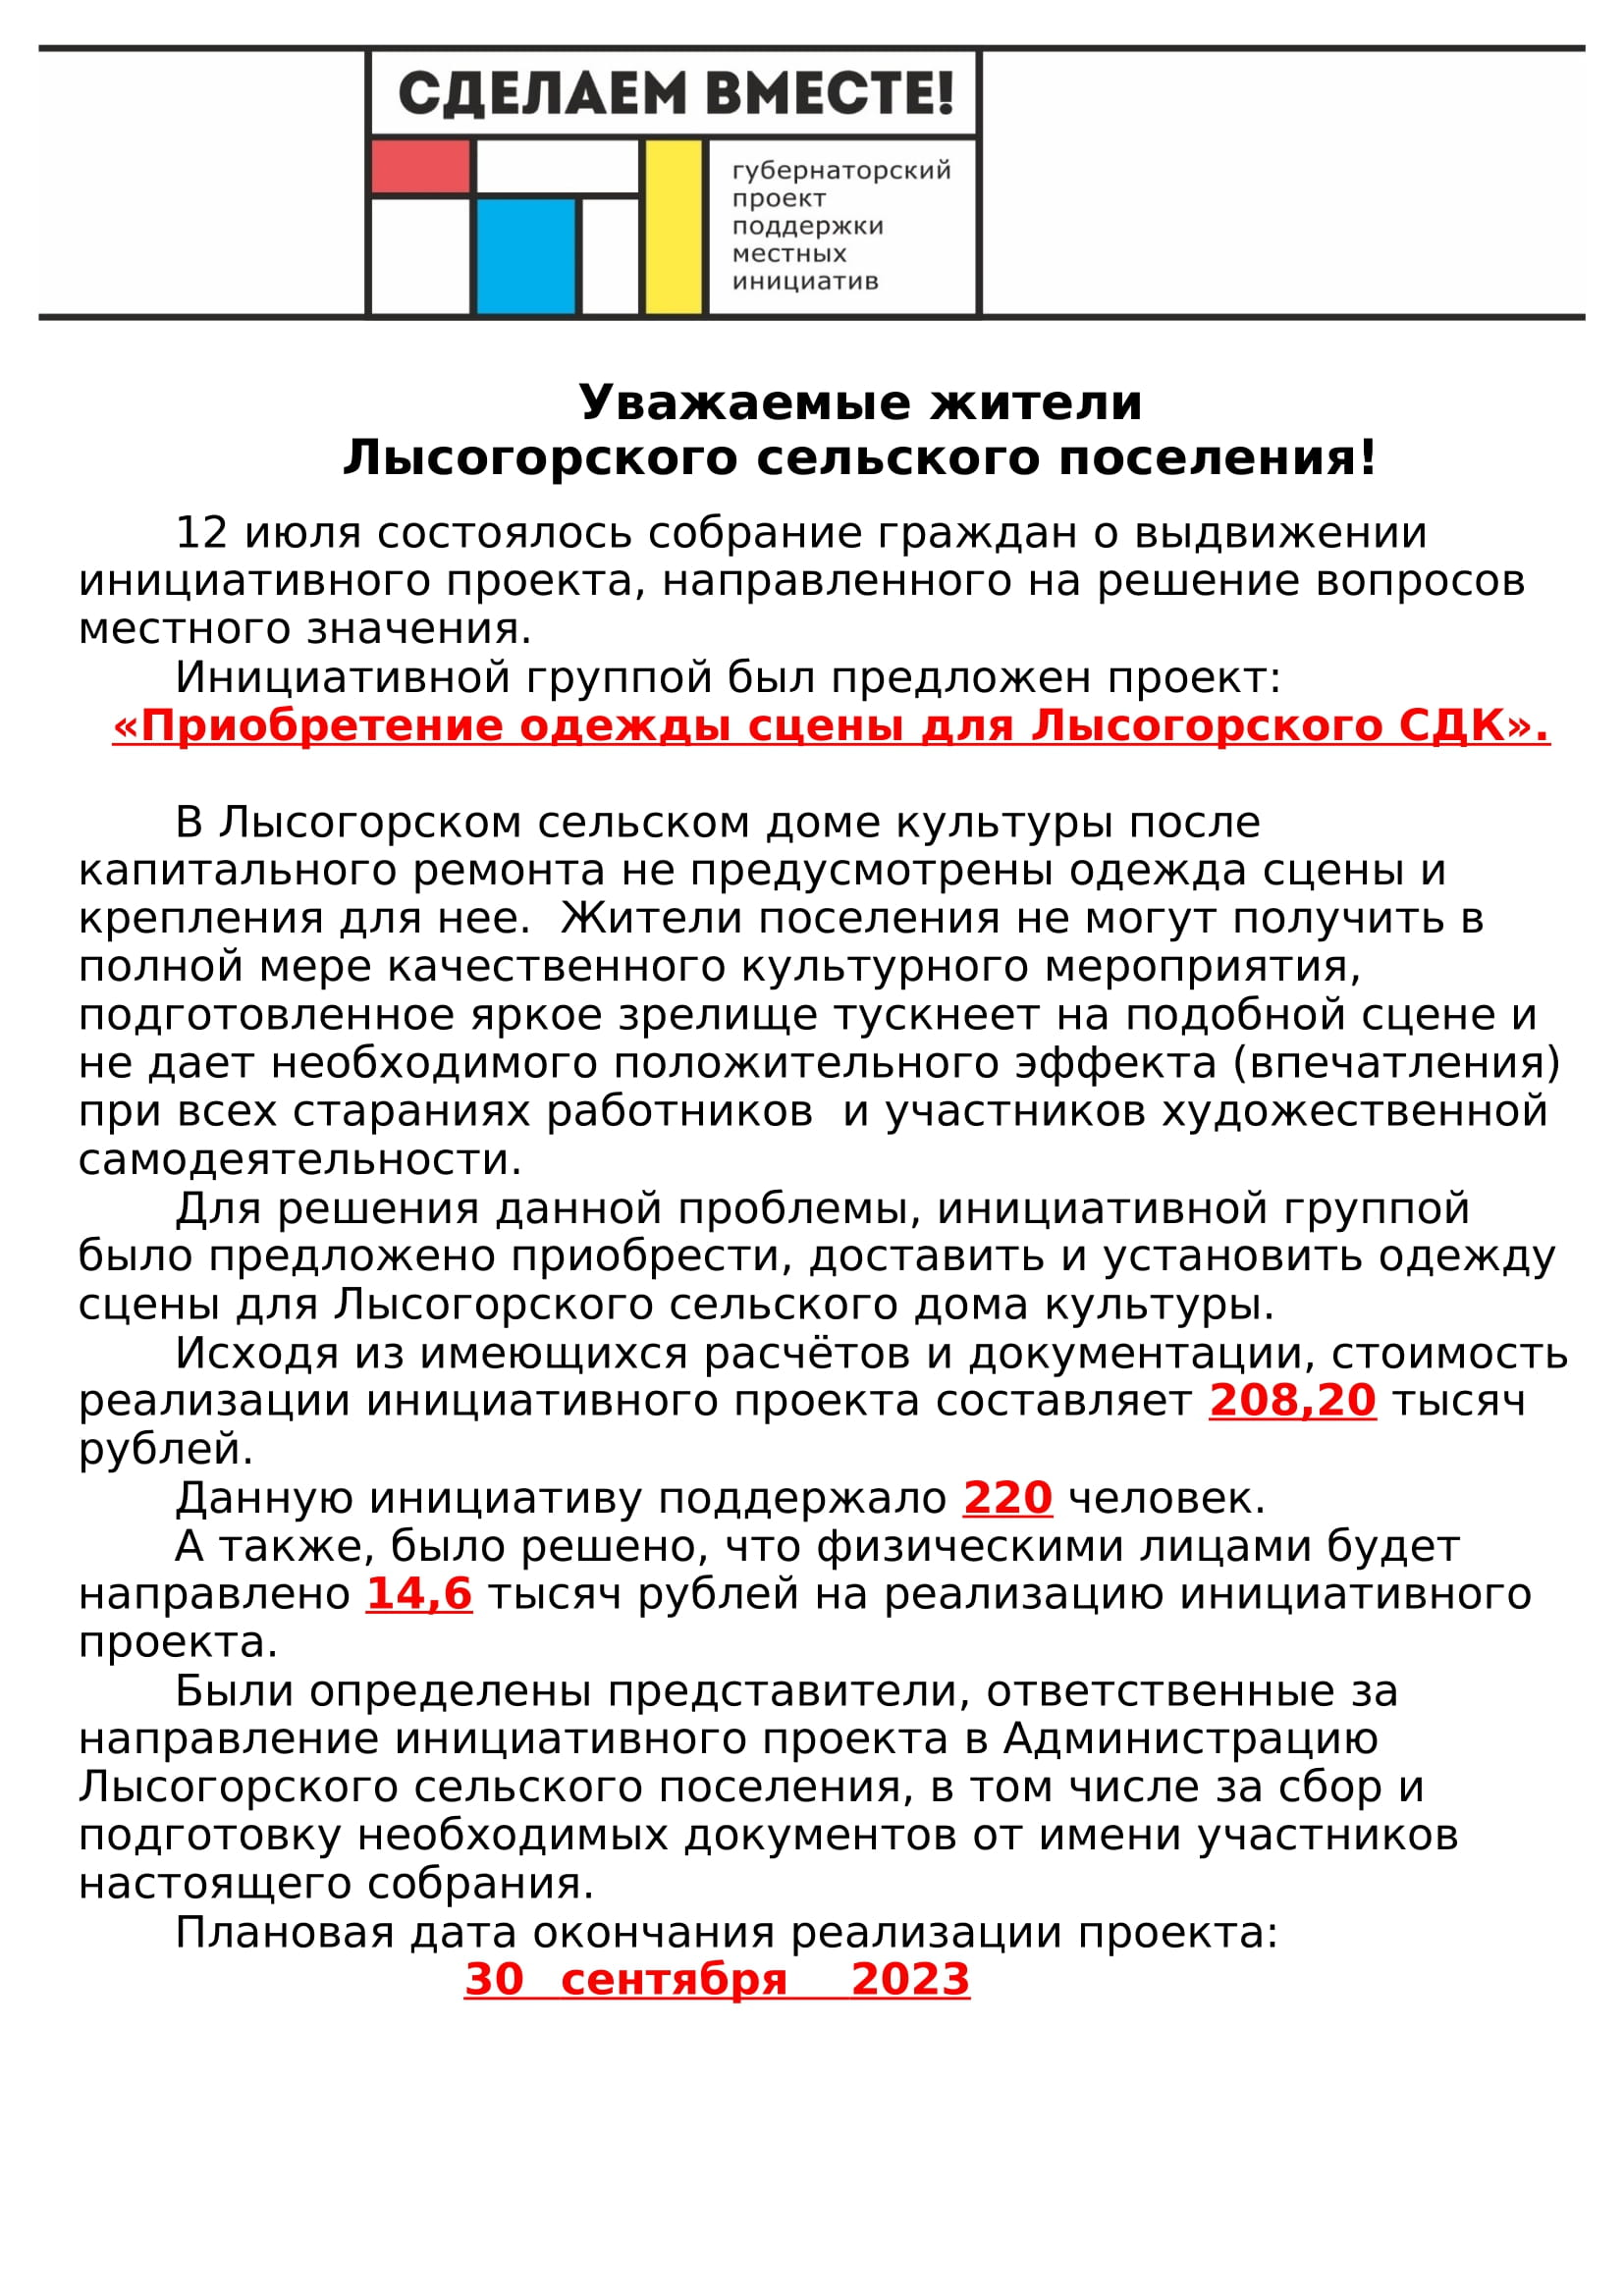 СДЕЛАЕМ ВМЕСТЕ!
губернаторский
проект
поддержки
местных
инициатив
Уважаемые жители
Лысогорского сельского поселения!
12 июля состоялось собрание граждан о выдвижении
инициативного проекта, направленного на решение вопросов
местного значения.
Инициативной группой был предложен проект:
«Приобретение одежды сцены для Лысогорского СДК».
В Лысогорском сельском доме культуры после
капитального ремонта не предусмотрены одежда сцены и
крепления для нее.  Жители поселения не могут получить в
полной мере качественного культурного мероприятия,
подготовленное яркое зрелище тускнеет на подобной сцене и
не дает необходимого положительного эффекта (впечатления)
при всех стараниях работников  и участников художественной
самодеятельности.
Для решения данной проблемы, инициативной группой
было предложено приобрести, доставить и установить одежду
сцены для Лысогорского сельского дома культуры.
Исходя из имеющихся расчётов и документации, стоимость
реализации инициативного проекта составляет 208,20 тысяч
рублей.
Данную инициативу поддержало 220 человек.
А также, было решено, что физическими лицами будет
направлено 14,6 тысяч рублей на реализацию инициативного
проекта.
Были определены представители, ответственные за
направление инициативного проекта в Администрацию
Лысогорского сельского поселения, в том числе за сбор и
подготовку необходимых документов от имени участников
настоящего собрания.
Плановая дата окончания реализации проекта:
30 сентября 2023